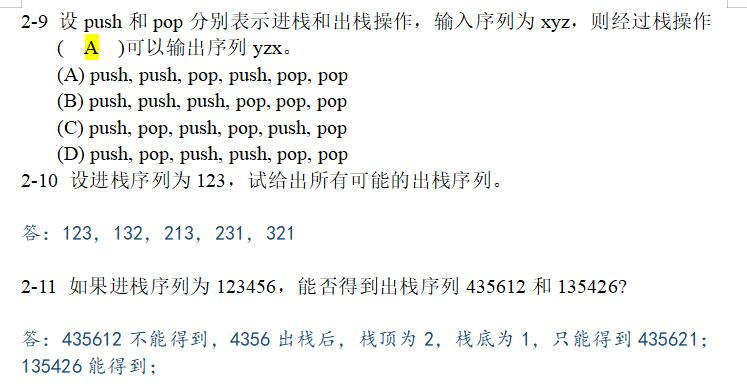 2-9 设 push 和 pop 分别表示进栈和出栈操作，输入序列为 xyz，则经过栈操作
( A )可以输出序列 yzx。
(A) push, push, pop, push, pop, pop
(B) push, push, push, pop, pop, pop
(C) push, pop, push, pop, push, pop
(D) push, pop, push, push, pop, pop
2-10 设进栈序列为 123，试给出所有可能的出栈序列。
答：123, 132, 213, 231, 321
2-11 如果进栈序列为 123456，能否得到出栈序列 435612 和 135426?
答：435612 不能得到，4356 出栈后，栈顶为 2，栈底为 1，只能得到 435621；
135426 能得到；